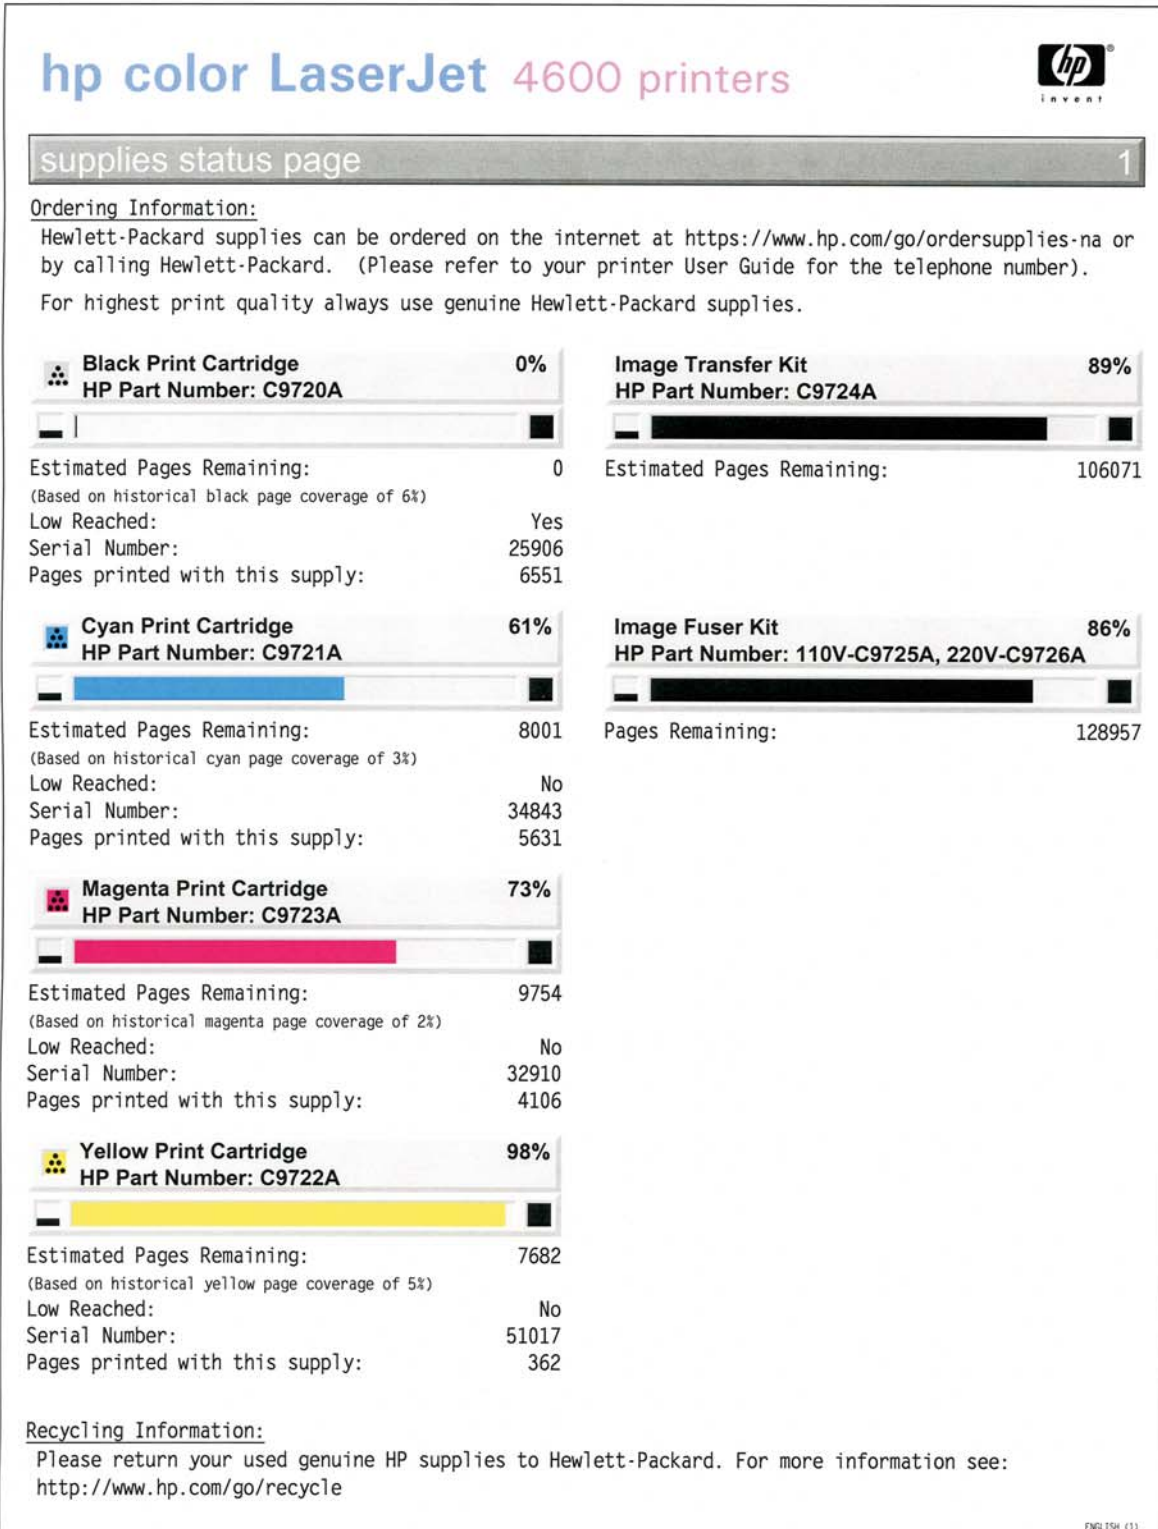 hp color LaserJet 4600 printers
hp
invent
supplies status page 1
Ordering Information:
Hewlett-Packard supplies can be ordered on the internet at https://www.hp.com/go/ordersupplies-na or
by calling Hewlett-Packard. (Please refer to your printer User Guide for the telephone number).
For highest print quality always use genuine Hewlett-Packard supplies.
Black Print Cartridge 0%
HP Part Number: C9720A
Estimated Pages Remaining: 0
(Based on historical black page coverage of 6%)
Low Reached: Yes
Serial Number: 25906
Pages printed with this supply: 6551
Image Transfer Kit 89%
HP Part Number: C9724A
Estimated Pages Remaining: 106071
Cyan Print Cartridge 61%
HP Part Number: C9721A
Estimated Pages Remaining: 8001
(Based on historical cyan page coverage of 3%)
Low Reached: No
Serial Number: 34843
Pages printed with this supply: 5631
Image Fuser Kit 86%
HP Part Number: 110V-C9725A, 220V-C9726A
Pages Remaining: 128957
Magenta Print Cartridge 73%
HP Part Number: C9723A
Estimated Pages Remaining: 9754
(Based on historical magenta page coverage of 2%)
Low Reached: No
Serial Number: 32910
Pages printed with this supply: 4106
Yellow Print Cartridge 98%
HP Part Number: C9722A
Estimated Pages Remaining: 7682
(Based on historical yellow page coverage of 5%)
Low Reached: No
Serial Number: 51017
Pages printed with this supply: 362
Recycling Information:
Please return your used genuine HP supplies to Hewlett-Packard. For more information see:
http://www.hp.com/go/recycle
ENGLISH (1)